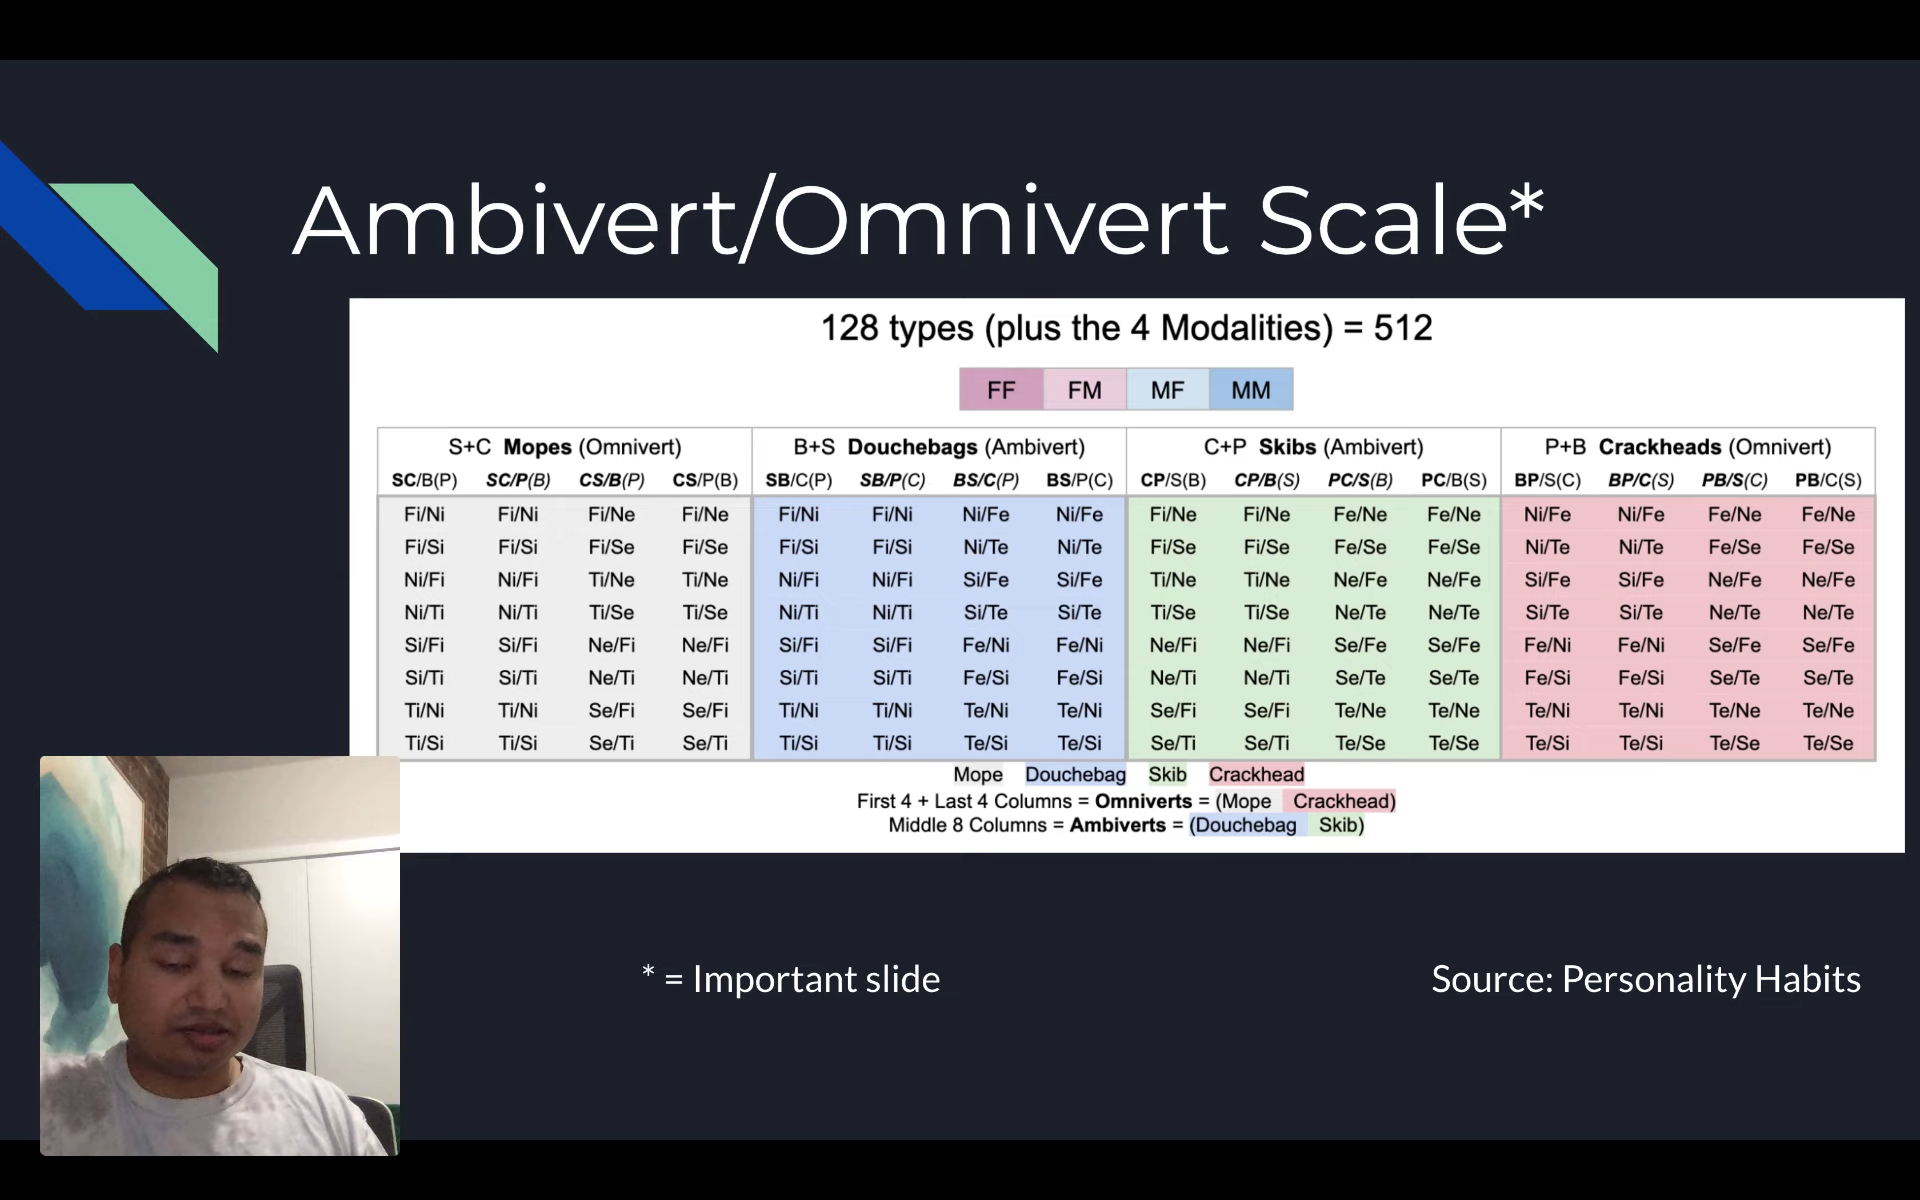 Ambivert/Omnivert Scale*
128 types (plus the 4 Modalities) = 512
FF FM MF MM
S+C Mopes (Omnivert) B+S Douchebags (Ambivert) C+P Skibs (Ambivert) P+B Crackheads (Omnivert)
SC/B(P) SC/P(B) CS/B(P) CS/P(B) SB/C(P) SB/P(C) BS/C(P) BS/P(C) CP/S(B) CP/B(S) PC/S(B) PC/B(S) BP/S(C) BP/C(S) PB/S(C) PB/C(S)
Fi/Ni Fi/Ni Fi/Ne Fi/Ne Fi/Ni Fi/Ni Ni/Fe Ni/Fe Fi/Ne Fi/Ne Fe/Ne Fe/Ne Ni/Fe Ni/Fe Fe/Ne Fe/Ne
Fi/Si Fi/Si Fi/Se Fi/Se Fi/Si Fi/Si Ni/Te Ni/Te Fi/Se Fi/Se Fe/Se Fe/Se Ni/Te Ni/Te Fe/Se Fe/Se
Ni/Fi Ni/Fi Ti/Ne Ti/Ne Ni/Fi Ni/Fi Si/Fe Si/Fe Ti/Ne Ti/Ne Ne/Fe Ne/Fe Si/Fe Si/Fe Ne/Fe Ne/Fe
Ni/Ti Ni/Ti Ti/Se Ti/Se Ni/Ti Ni/Ti Si/Te Si/Te Ti/Se Ti/Se Ne/Te Ne/Te Si/Te Si/Te Ne/Te Ne/Te
Si/Fi Si/Fi Ne/Fi Ne/Fi Si/Fi Si/Fi Fe/Ni Fe/Ni Ne/Fi Ne/Fi Se/Fe Se/Fe Fe/Ni Fe/Ni Se/Fe Se/Fe
Si/Ti Si/Ti Ne/Ti Ne/Ti Si/Ti Si/Ti Fe/Si Fe/Si Ne/Ti Ne/Ti Se/Te Se/Te Fe/Si Fe/Si Se/Te Se/Te
Ti/Ni Ti/Ni Se/Fi Se/Fi Ti/Ni Ti/Ni Te/Ni Te/Ni Se/Fi Se/Fi Te/Ne Te/Ne Te/Ni Te/Ni Te/Ne Te/Ne
Ti/Si Ti/Si Se/Ti Se/Ti Ti/Si Ti/Si Te/Si Te/Si Se/Ti Se/Ti Te/Se Te/Se Te/Si Te/Si Te/Se Te/Se
Mope Douchebag Skib Crackhead
First 4 + Last 4 Columns = Omniverts = (Mope Crackhead)
Middle 8 Columns = Ambiverts = (Douchebag Skib)
* = Important slide
Source: Personality Habits